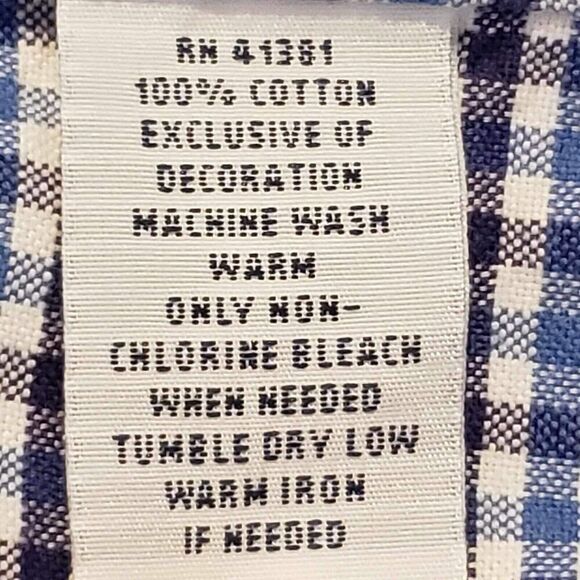 RN 41381
100% COTTON
EXCLUSIVE OF
DECORATION
MACHINE WASH
WARM
ONLY NON-
CHLORINE BLEACH
WHEN NEEDED
TUMBLE DRY LOW
WARM IRON
IF NEEDED